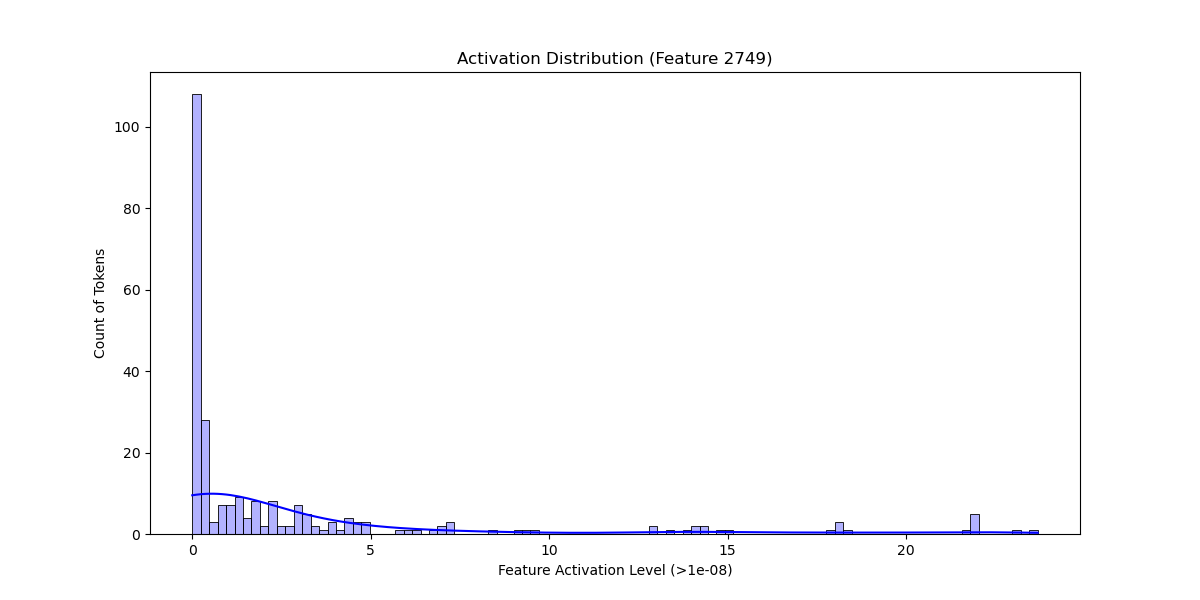 Activation Distribution (Feature 2749)
100
80
60
40
20
0
Count of Tokens
0 5 10 15 20
Feature Activation Level (>1e-08)